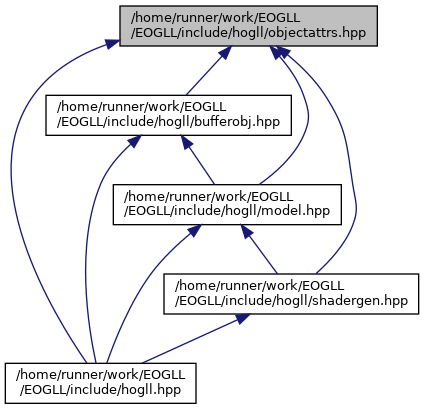 /home/runner/work/EOGLL
/EOGLL/include/hogll/objectattrs.hpp
/home/runner/work/EOGLL
/EOGLL/include/hogll/bufferobj.hpp
/home/runner/work/EOGLL
/EOGLL/include/hogll/model.hpp
/home/runner/work/EOGLL
/EOGLL/include/hogll/shadergen.hpp
/home/runner/work/EOGLL
/EOGLL/include/hogll.hpp